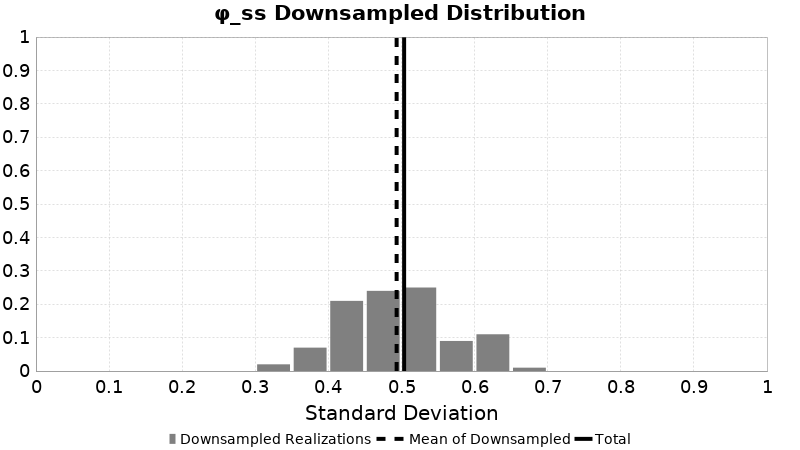 φ_ss Downsampled Distribution
1
0.9
0.8
0.7
0.6
0.5
0.4
0.3
0.2
0.1
0
0 0.1 0.2 0.3 0.4 0.5 0.6 0.7 0.8 0.9 1
Standard Deviation
Downsampled Realizations Mean of Downsampled Total